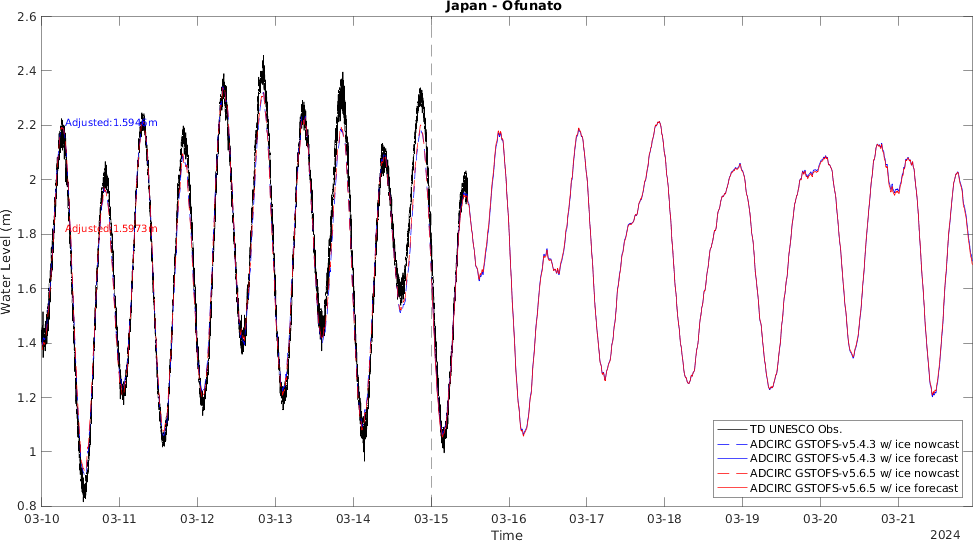 Japan - Ofunato
2.6
2.4
2.2
2
1.8
1.6
1.4
1.2
1
0.8
Water Level (m)
Adjusted:1.5945m
Adjusted:1.5973m
TD UNESCO Obs.
ADCIRC GSTOFS-v5.4.3 w/ ice nowcast
ADCIRC GSTOFS-v5.4.3 w/ ice forecast
ADCIRC GSTOFS-v5.6.5 w/ ice nowcast
ADCIRC GSTOFS-v5.6.5 w/ ice forecast
03-10 03-11 03-12 03-13 03-14 03-15 03-16 03-17 03-18 03-19 03-20 03-21
Time
2024